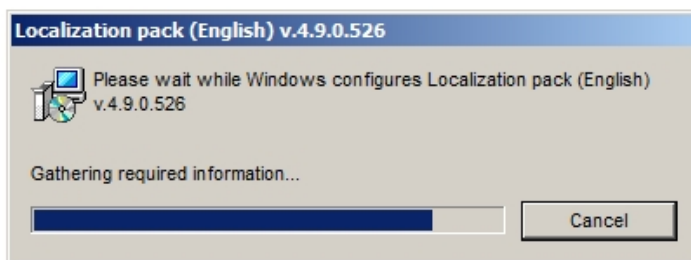 Localization pack (English) v.4.9.0.526
Please wait while Windows configures Localization pack (English)
v.4.9.0.526
Gathering required information...
Cancel